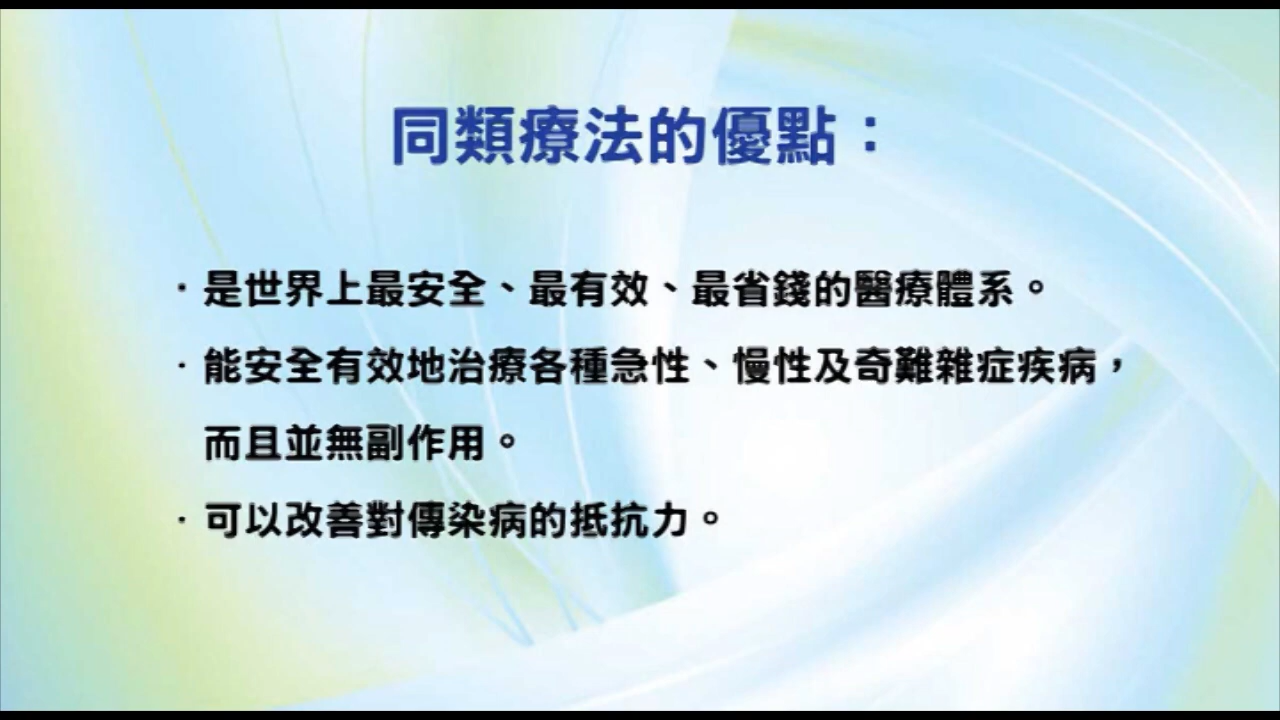 同類療法的優點：
·是世界上最安全、最有效、最省錢的醫療體系。
·能安全有效地治療各種急性、慢性及奇難雜症疾病，
而且並無副作用。
·可以改善對傳染病的抵抗力。